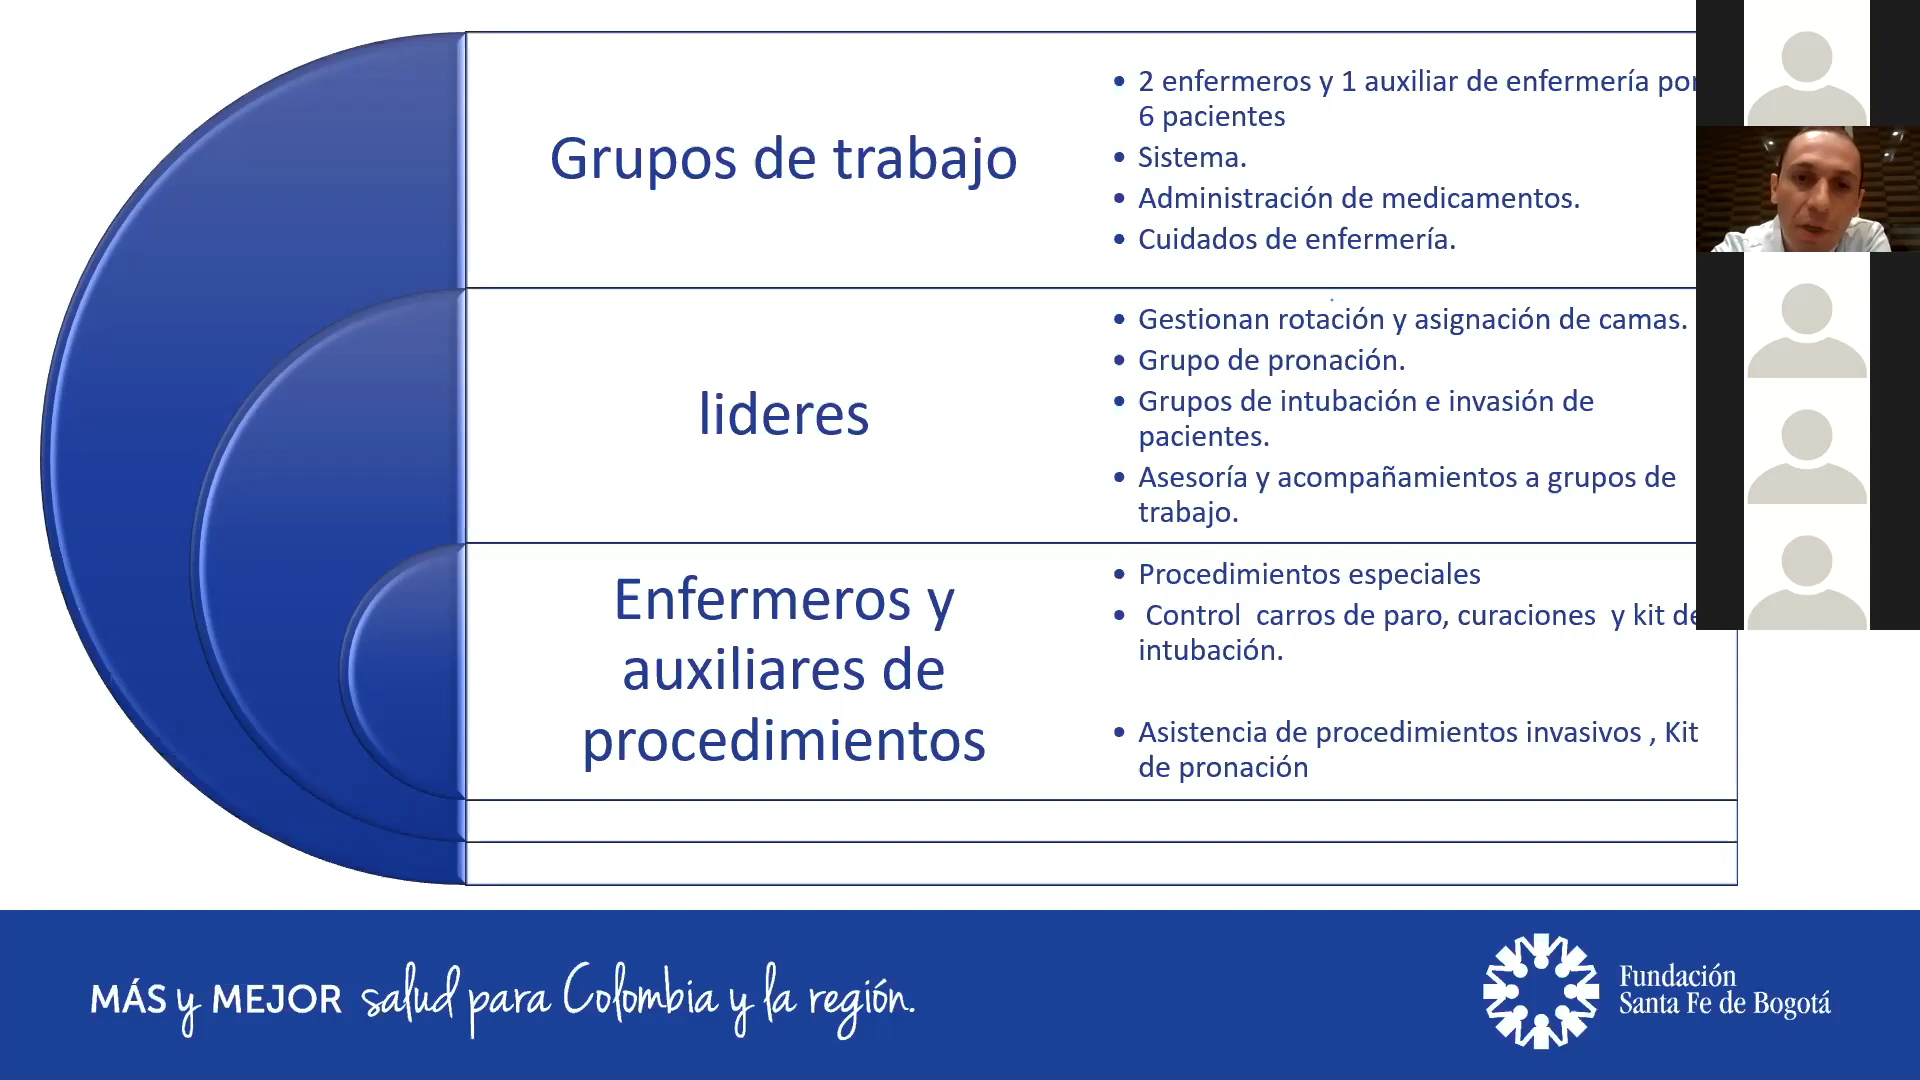 Grupos de trabajo
• 2 enfermeros y 1 auxiliar de enfermería por
6 pacientes
• Sistema.
• Administración de medicamentos.
• Cuidados de enfermería.
lideres
• Gestionan rotación y asignación de camas.
• Grupo de pronación.
• Grupos de intubación e invasión de
pacientes.
• Asesoría y acompañamientos a grupos de
trabajo.
Enfermeros y
auxiliares de
procedimientos
• Procedimientos especiales
• Control carros de paro, curaciones y kit de
intubación.
• Asistencia de procedimientos invasivos , Kit
de pronación
MÁS y MEJOR salud para Colombia y la región.
Fundación
Santa Fe de Bogotá